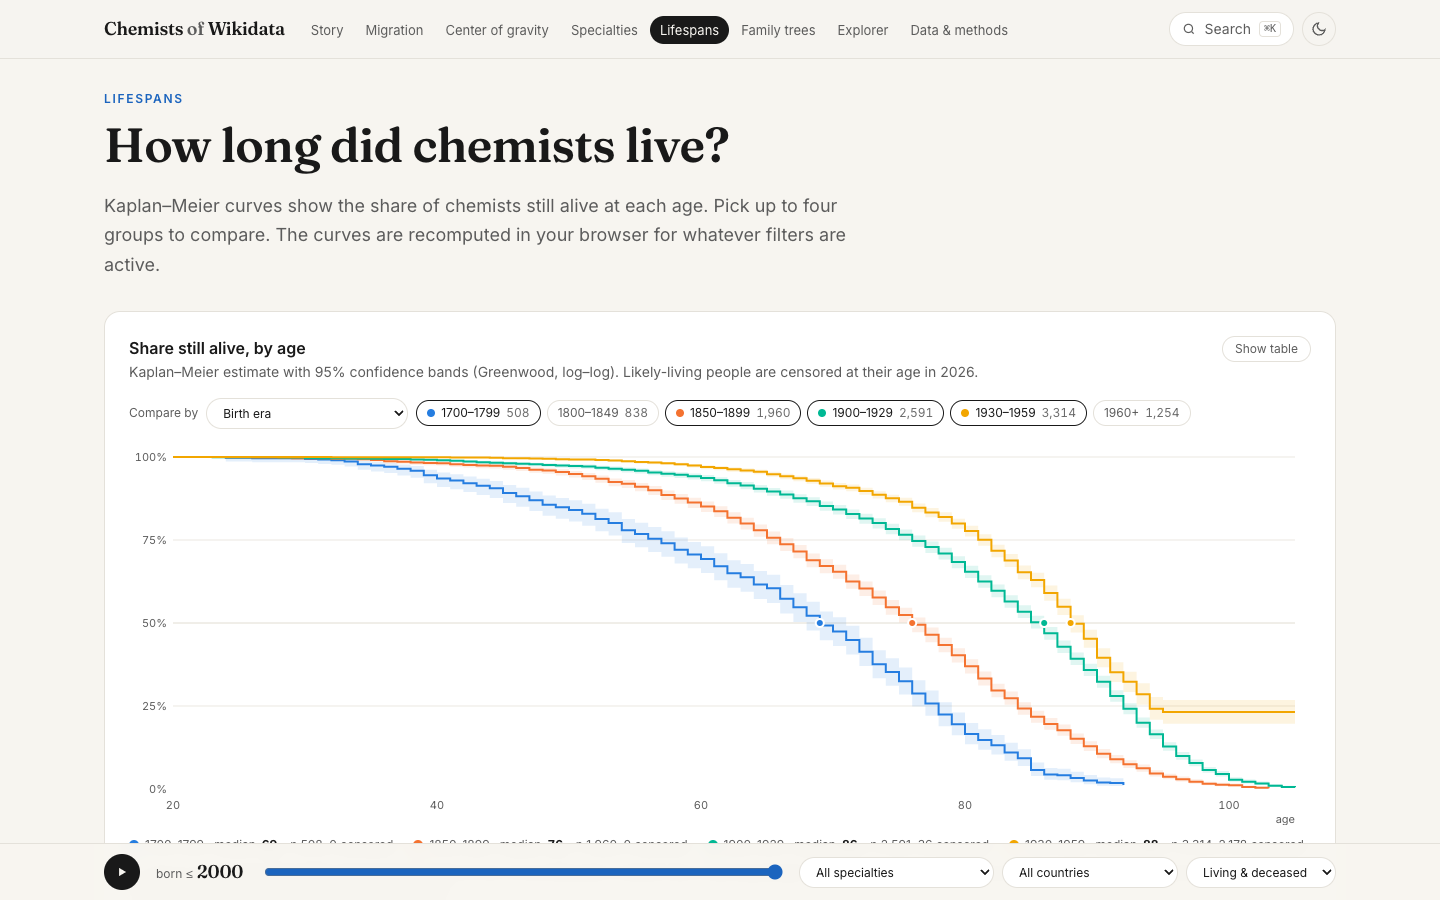 Chemists of Wikidata Story Migration Center of gravity Specialties Lifespans Family trees Explorer Data & methods Search ⌘K
LIFESPANS
How long did chemists live?
Kaplan–Meier curves show the share of chemists still alive at each age. Pick up to four
groups to compare. The curves are recomputed in your browser for whatever filters are
active.
Share still alive, by age
Show table
Kaplan–Meier estimate with 95% confidence bands (Greenwood, log–log). Likely-living people are censored at their age in 2026.
Compare by Birth era 1700–1799 508 1800–1849 838 1850–1899 1,960 1900–1929 2,591 1930–1959 3,314 1960+ 1,254
100%
75%
50%
25%
0%
20 40 60 80 100
age
born ≤ 2000 All specialties All countries Living & deceased